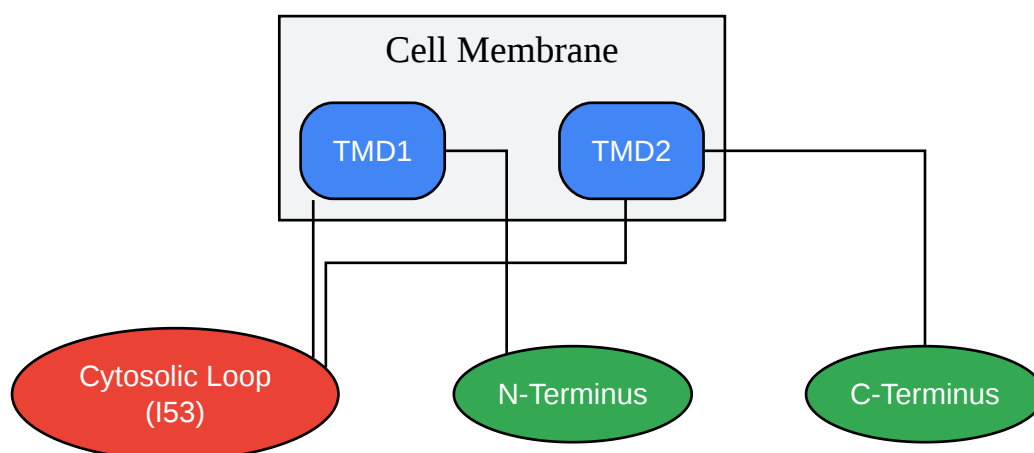 Cell Membrane
TMD1
TMD2
Cytosolic Loop
(I53)
N-Terminus
C-Terminus